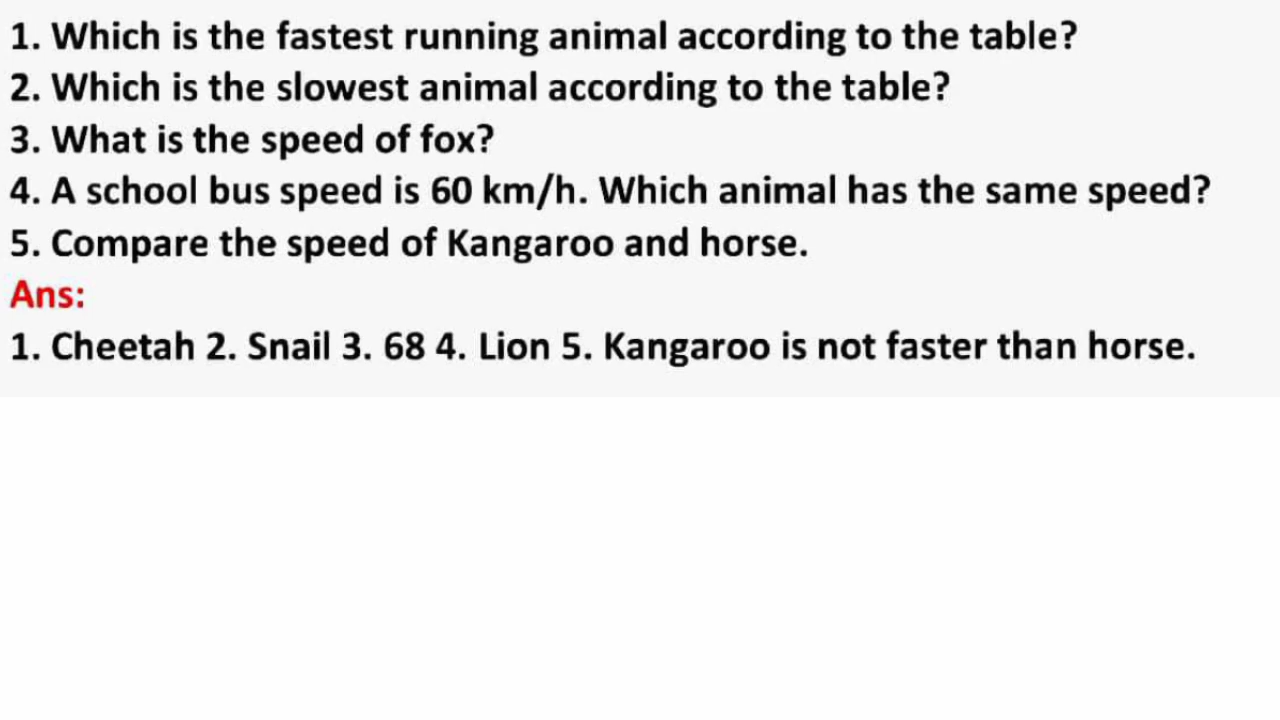 1. Which is the fastest running animal according to the table?
2. Which is the slowest animal according to the table?
3. What is the speed of fox?
4. A school bus speed is 60 km/h. Which animal has the same speed?
5. Compare the speed of Kangaroo and horse.
Ans:
1. Cheetah 2. Snail 3. 68 4. Lion 5. Kangaroo is not faster than horse.